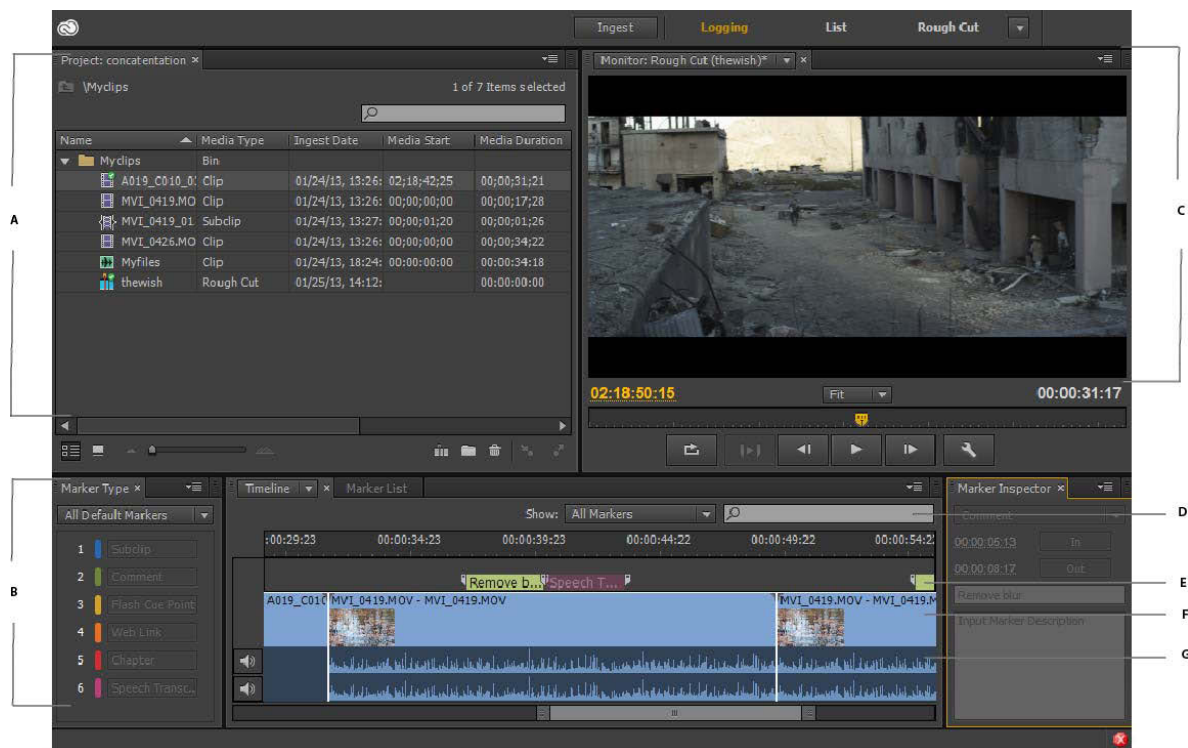 Ingest Logging List Rough Cut
Project: concatentation ×
Monitor: Rough Cut (thewish)* ×
\Myclips 1 of 7 Items selected
Name Media Type Ingest Date Media Start Media Duration
Myclips Bin
A019_C010_0 Clip 01/24/13, 13:26: 02;18;42;25 00;00;31;21
MVI_0419.MO Clip 01/24/13, 13:26: 00;00;00;00 00;00;17;28
MVI_0419_01 Subclip 01/24/13, 13:27: 00;00;01;20 00;00;01;26
MVI_0426.MO Clip 01/24/13, 13:26: 00;00;00;00 00;00;34;22
Myfiles Clip 01/24/13, 18:24: 00:00:00:00 00:00:34:18
thewish Rough Cut 01/25/13, 14:12: 00:00:00:00
A
C
02:18:50:15 Fit 00:00:31:17
Marker Type ×
All Default Markers
1 Subclip
2 Comment
3 Flash Cue Point
4 Web Link
5 Chapter
6 Speech Transc..
B
Timeline × Marker List
Show: All Markers
:00:29:23 00:00:34:23 00:00:39:23 00:00:44:22 00:00:49:22 00:00:54:2
Remove b... Speech T...
A019_C010 MVI_0419.MOV - MVI_0419.MOV MVI_0419.MOV - MVI_0419.M
Marker Inspector ×
Comment
00:00:06:13 In
00:00:08:17 Out
Remove blur
Input Marker Description
D
E
F
G